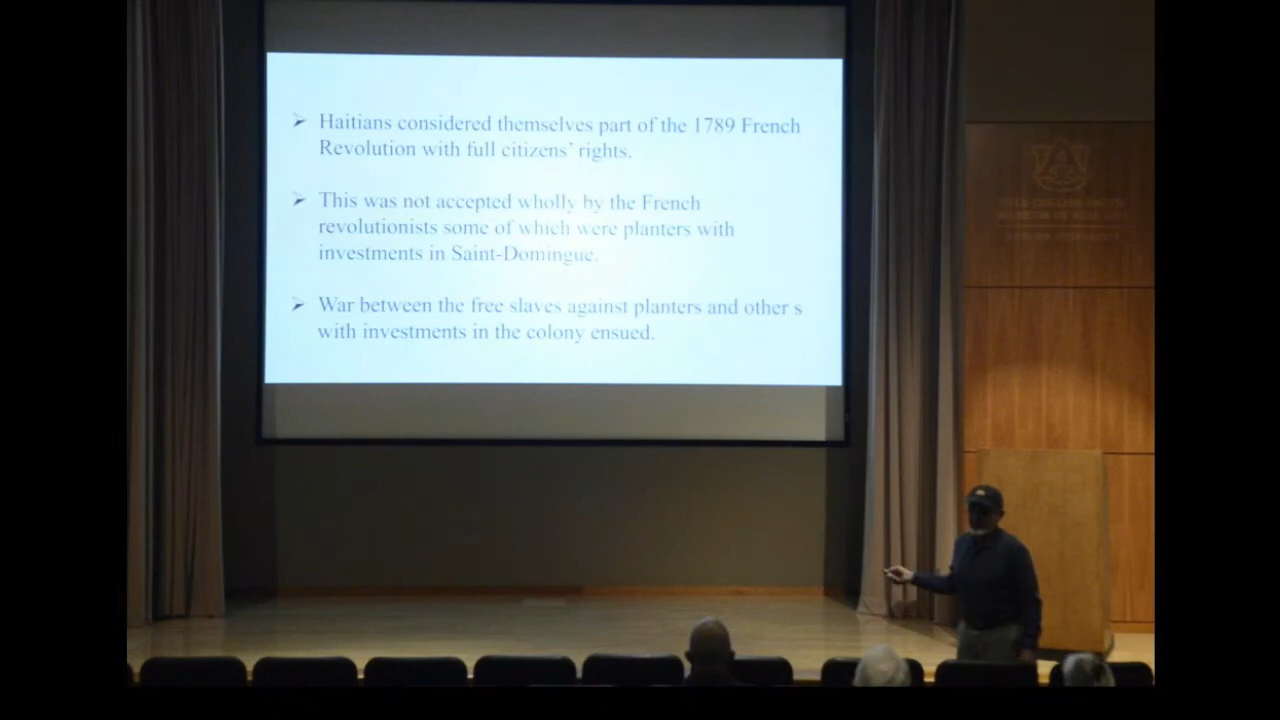 ➢ Haitians considered themselves part of the 1789 French
Revolution with full citizens' rights.
➢ This was not accepted wholly by the French
revolutionists some of which were planters with
investments in Saint-Domingue.
➢ War between the free slaves against planters and other s
with investments in the colony ensued.